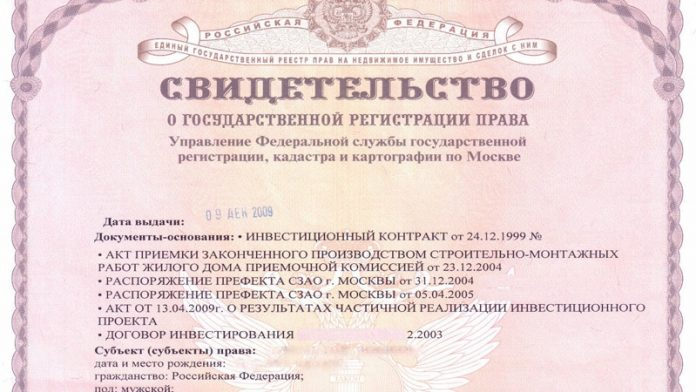 РОССИЙСКАЯ ФЕДЕРАЦИЯ
ЕДИНЫЙ ГОСУДАРСТВЕННЫЙ РЕЕСТР ПРАВ НА НЕДВИЖИМОЕ ИМУЩЕСТВО И СДЕЛОК С НИМ
СВИДЕТЕЛЬСТВО
О ГОСУДАРСТВЕННОЙ РЕГИСТРАЦИИ ПРАВА
Управление Федеральной службы государственной
регистрации, кадастра и картографии по Москве
Дата выдачи: 09 ДЕК 2009
Документы-основания: • ИНВЕСТИЦИОННЫЙ КОНТРАКТ от 24.12.1999 №
• АКТ ПРИЕМКИ ЗАКОНЧЕННОГО ПРОИЗВОДСТВОМ СТРОИТЕЛЬНО-МОНТАЖНЫХ
РАБОТ ЖИЛОГО ДОМА ПРИЕМОЧНОЙ КОМИССИЕЙ от 23.12.2004
• РАСПОРЯЖЕНИЕ ПРЕФЕКТА СЗАО г. МОСКВЫ от 31.12.2004
• РАСПОРЯЖЕНИЕ ПРЕФЕКТА СЗАО г. МОСКВЫ от 05.04.2005
• АКТ ОТ 13.04.2009г. О РЕЗУЛЬТАТАХ ЧАСТИЧНОЙ РЕАЛИЗАЦИИ ИНВЕСТИЦИОННОГО
ПРОЕКТА
• ДОГОВОР ИНВЕСТИРОВАНИЯ 2.2003
Субъект (субъекты) права:
дата и место рождения:
гражданство: Российская Федерация;
пол: мужской;